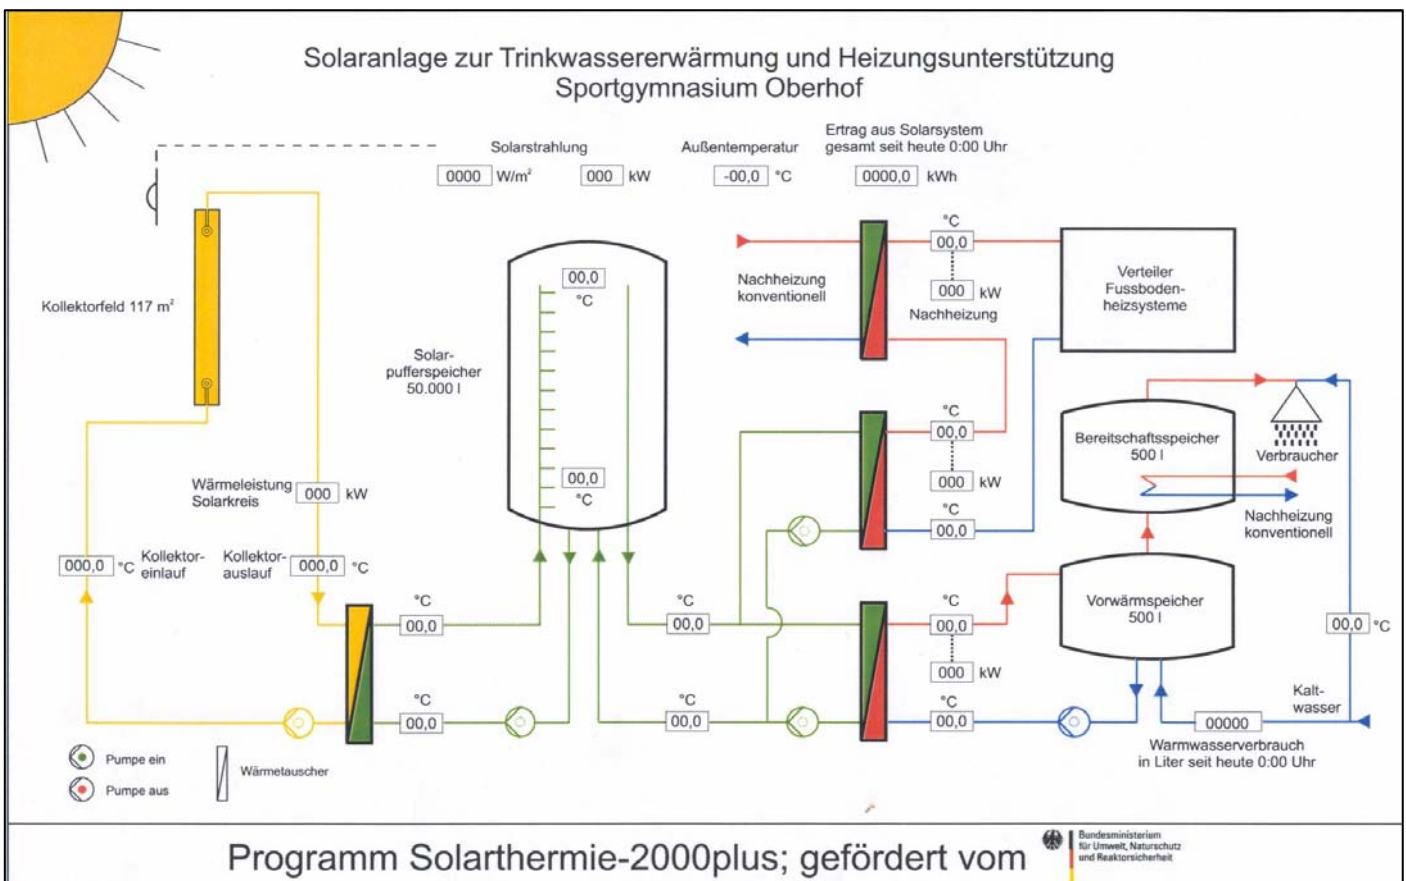 Solaranlage zur Trinkwassererwärmung und Heizungsunterstützung
Sportgymnasium Oberhof
Solarstrahlung
0000 W/m²
000 kW
Außentemperatur
-00,0 °C
Ertrag aus Solarsystem
gesamt seit heute 0:00 Uhr
0000,0 kWh
Kollektorfeld 117 m²
Solar-
pufferspeicher
50.000 l
00,0
°C
00,0
°C
Nachheizung
konventionell
°C
00,0
000 kW
Nachheizung
Verteiler
Fussboden-
heizsysteme
°C
00,0
000 kW
°C
00,0
Bereitschaftsspeicher
500 l
Verbraucher
Nachheizung
konventionell
Wärmeleistung
Solarkreis
000 kW
000,0 °C
Kollektor-
einlauf
Kollektor-
auslauf
000,0 °C
°C
00,0
°C
00,0
°C
00,0
°C
00,0
°C
00,0
000 kW
°C
00,0
Vorwärmspeicher
500 l
00,0 °C
Kalt-
wasser
00000
Warmwasserverbrauch
in Liter seit heute 0:00 Uhr
Pumpe ein
Pumpe aus
Wärmetauscher
Programm Solarthermie-2000plus; gefördert vom
Bundesministerium
für Umwelt, Naturschutz
und Reaktorsicherheit